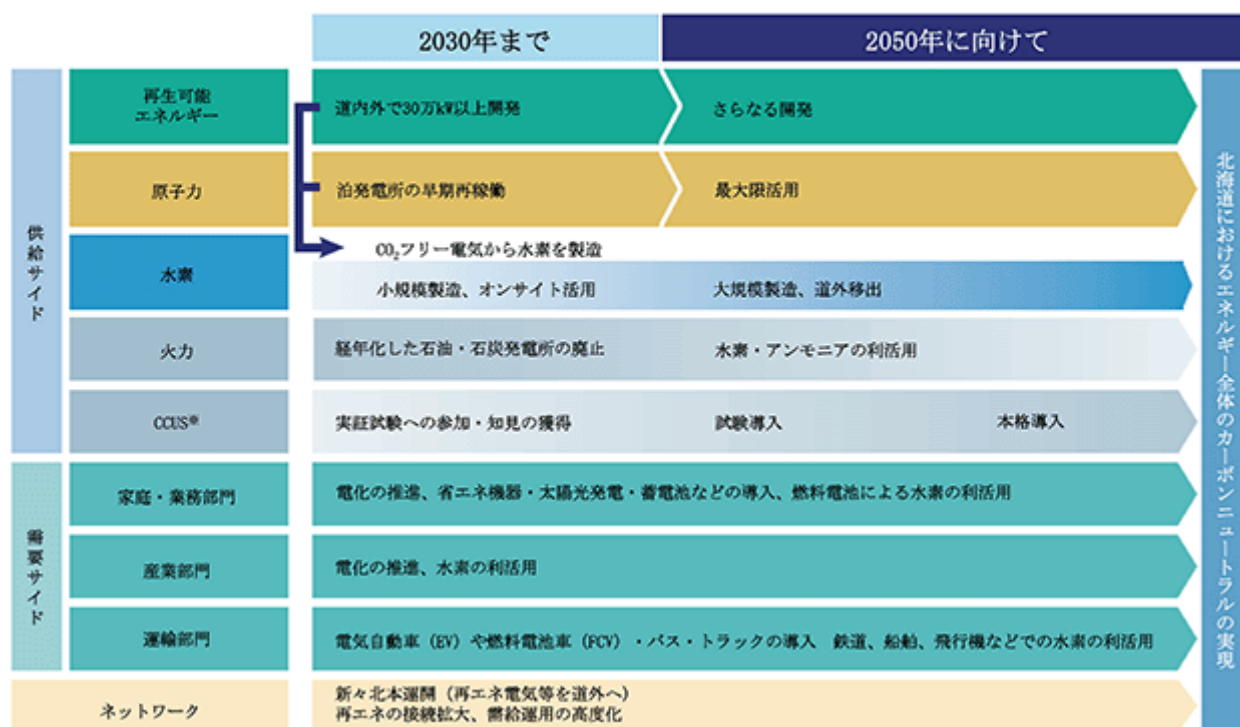 2030年まで
2050年に向けて
供給サイド
再生可能
エネルギー
道内外で30万kW以上開発
さらなる開発
原子力
泊発電所の早期再稼働
最大限活用
水素
CO₂フリー電気から水素を製造
小規模製造、オンサイト活用
大規模製造、道外移出
火力
経年化した石油・石炭発電所の廃止
水素・アンモニアの利活用
CCUS※
実証試験への参加・知見の獲得
試験導入
本格導入
需要サイド
家庭・業務部門
電化の推進、省エネ機器・太陽光発電・蓄電池などの導入、燃料電池による水素の利活用
産業部門
電化の推進、水素の利活用
運輸部門
電気自動車（EV）や燃料電池車（FCV）・バス・トラックの導入　鉄道、船舶、飛行機などでの水素の利活用
ネットワーク
新々北本運開（再エネ電気等を道外へ）
再エネの接続拡大、需給運用の高度化
北海道におけるエネルギー全体のカーボンニュートラルの実現